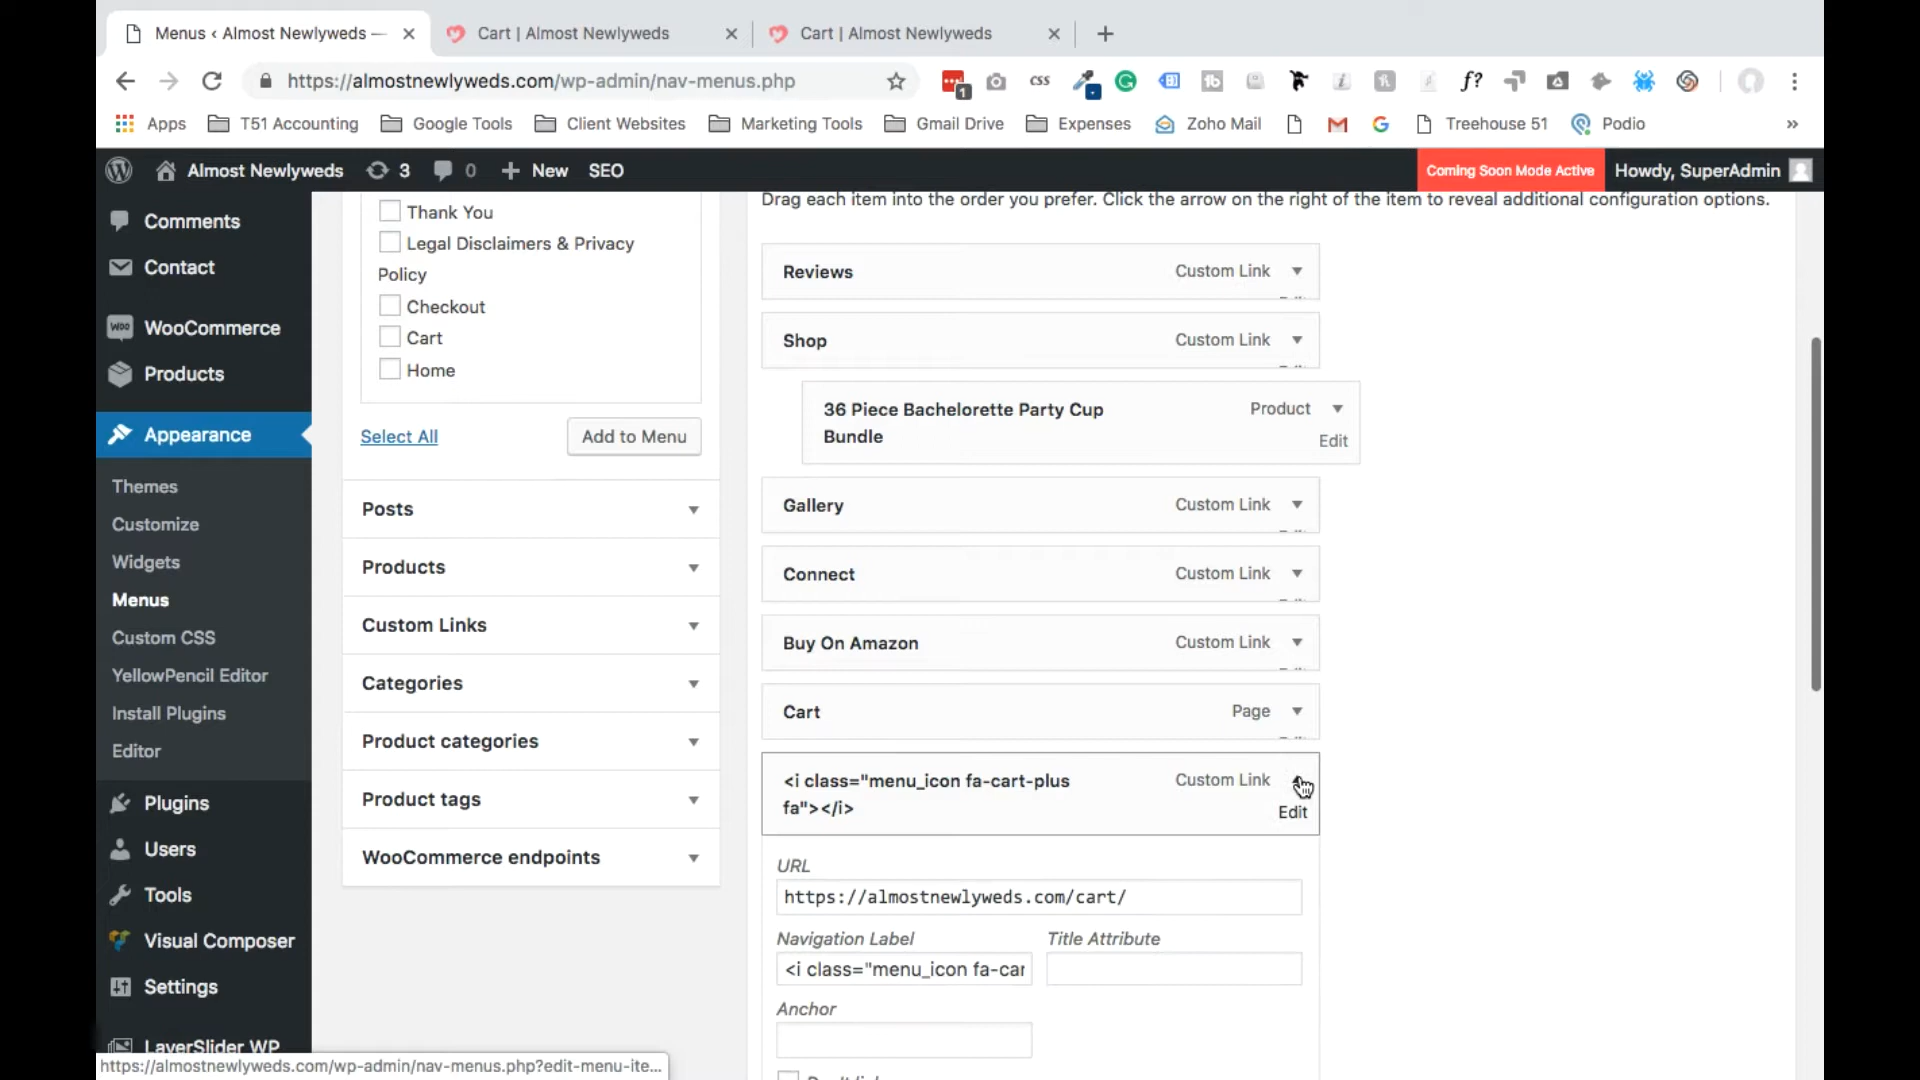 Menus ‹ Almost Newlyweds —
Cart | Almost Newlyweds
Cart | Almost Newlyweds
https://almostnewlyweds.com/wp-admin/nav-menus.php
1
css
f?
Apps
T51 Accounting
Google Tools
Client Websites
Marketing Tools
Gmail Drive
Expenses
Zoho Mail
Treehouse 51
Podio
»
Almost Newlyweds
3
0
New
SEO
Coming Soon Mode Active
Howdy, SuperAdmin
Comments
Contact
WooCommerce
Products
Appearance
Themes
Customize
Widgets
Menus
Custom CSS
YellowPencil Editor
Install Plugins
Editor
Plugins
Users
Tools
Visual Composer
Settings
LayerSlider WP
Thank You
Legal Disclaimers & Privacy
Policy
Checkout
Cart
Home
Select All
Add to Menu
Posts
Products
Custom Links
Categories
Product categories
Product tags
WooCommerce endpoints
Drag each item into the order you prefer. Click the arrow on the right of the item to reveal additional configuration options.
Reviews
Custom Link
Shop
Custom Link
36 Piece Bachelorette Party Cup
Bundle
Product
Edit
Gallery
Custom Link
Connect
Custom Link
Buy On Amazon
Custom Link
Cart
Page
<i class="menu_icon fa-cart-plus
fa"></i>
Custom Link
Edit
URL
https://almostnewlyweds.com/cart/
Navigation Label
Title Attribute
<i class="menu_icon fa-car
Anchor
https://almostnewlyweds.com/wp-admin/nav-menus.php?edit-menu-ite...